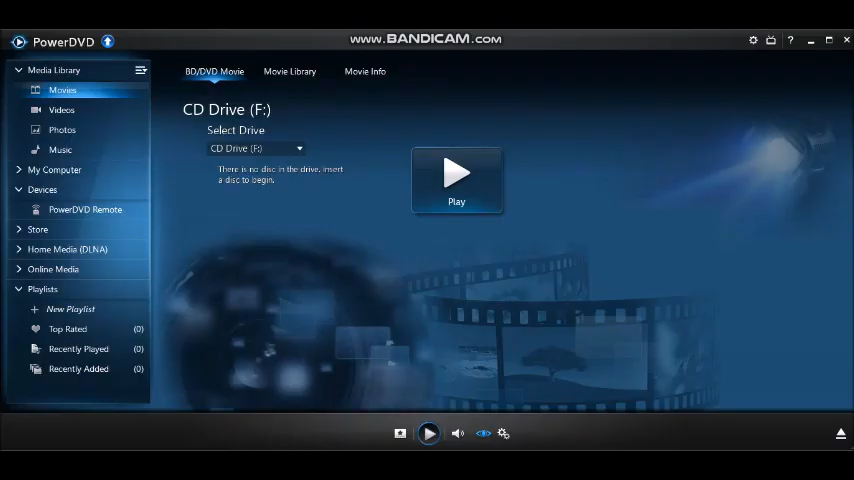 www.BANDICAM.com
PowerDVD
?
Media Library
Movies
Videos
Photos
Music
My Computer
Devices
PowerDVD Remote
Store
Home Media (DLNA)
Online Media
Playlists
New Playlist
Top Rated (0)
Recently Played (0)
Recently Added (0)
BD/DVD Movie Movie Library Movie Info
CD Drive (F:)
Select Drive
CD Drive (F:)
There is no disc in the drive. Insert
a disc to begin.
Play